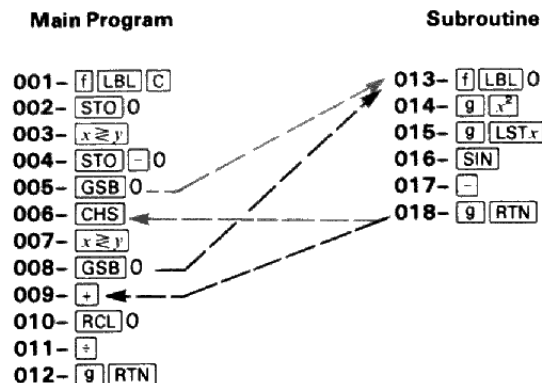 Main Program
001- f LBL C
002- STO 0
003- x≷y
004- STO - 0
005- GSB 0
006- CHS
007- x≷y
008- GSB 0
009- +
010- RCL 0
011- ÷
012- g RTN
Subroutine
013- f LBL 0
014- g x²
015- g LSTx
016- SIN
017- -
018- g RTN